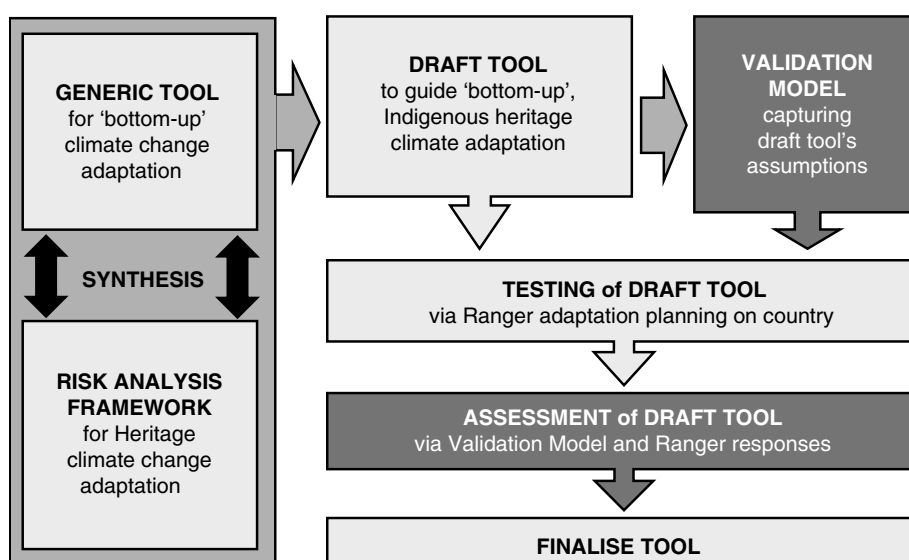 GENERIC TOOL
for ‘bottom-up’
climate change
adaptation
SYNTHESIS
RISK ANALYSIS
FRAMEWORK
for Heritage
climate change
adaptation
DRAFT TOOL
to guide ‘bottom-up’,
Indigenous heritage
climate adaptation
VALIDATION
MODEL
capturing
draft tool’s
assumptions
TESTING of DRAFT TOOL
via Ranger adaptation planning on country
ASSESSMENT of DRAFT TOOL
via Validation Model and Ranger responses
FINALISE TOOL